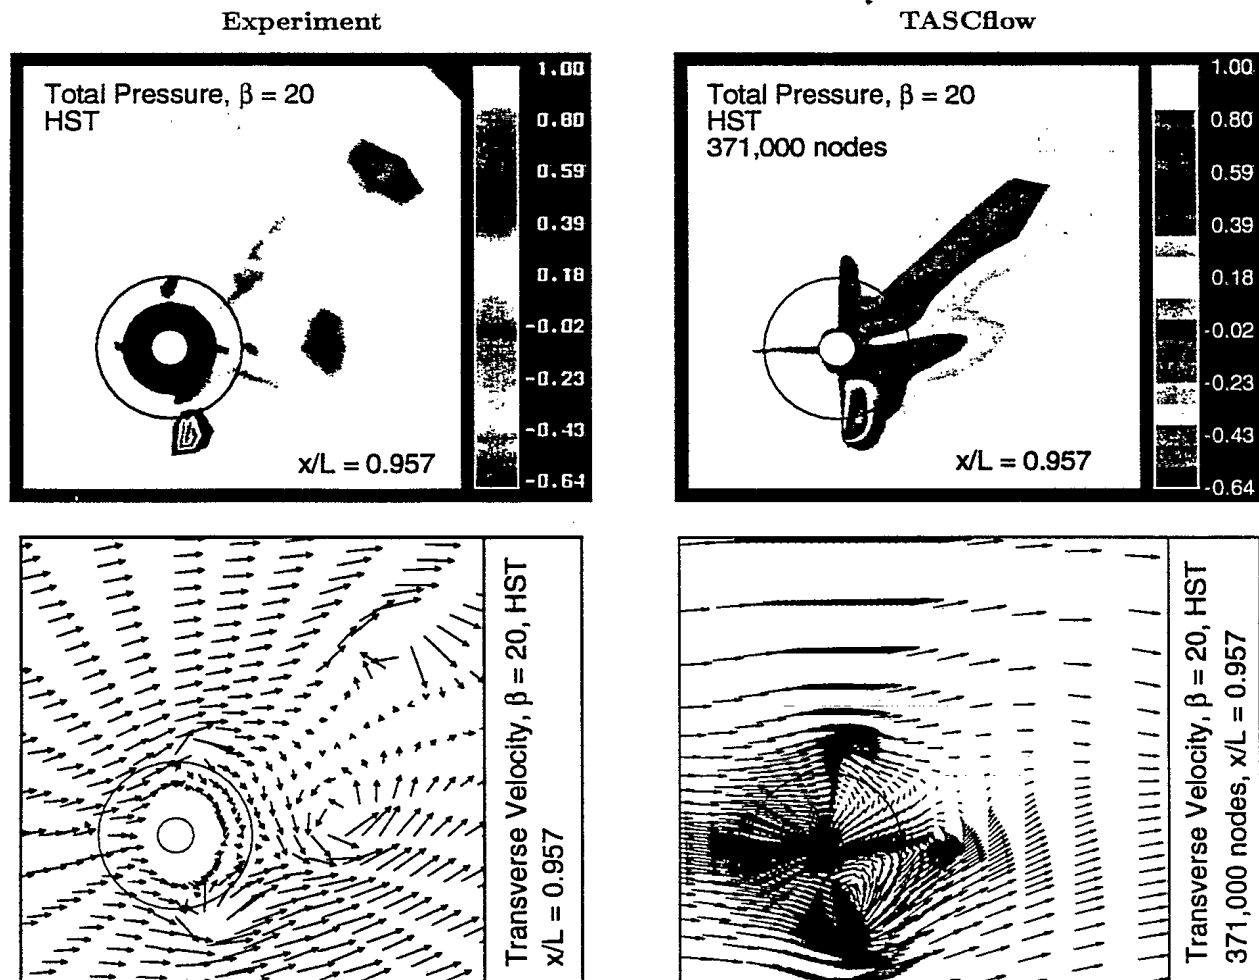 Experiment
TASCflow
Total Pressure, β = 20
HST
x/L = 0.957
1.00
0.80
0.59
0.39
0.18
-0.02
-0.23
-0.43
-0.64
Total Pressure, β = 20
HST
371,000 nodes
x/L = 0.957
1.00
0.80
0.59
0.39
0.18
-0.02
-0.23
-0.43
-0.64
Transverse Velocity, β = 20, HST
x/L = 0.957
Transverse Velocity, β = 20, HST
371,000 nodes, x/L = 0.957